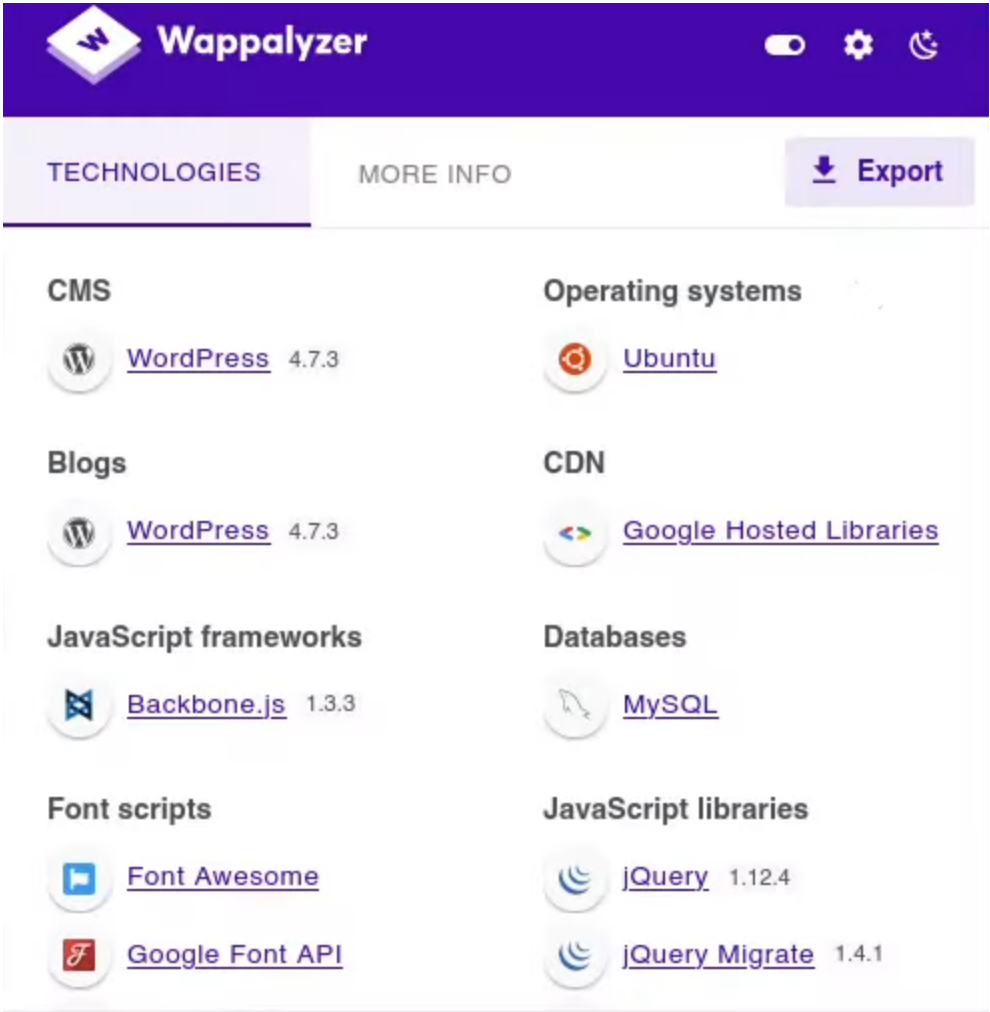 Wappalyzer
TECHNOLOGIES
MORE INFO
Export
CMS
WordPress 4.7.3
Operating systems
Ubuntu
Blogs
WordPress 4.7.3
CDN
Google Hosted Libraries
JavaScript frameworks
Backbone.js 1.3.3
Databases
MySQL
Font scripts
Font Awesome
Google Font API
JavaScript libraries
jQuery 1.12.4
jQuery Migrate 1.4.1